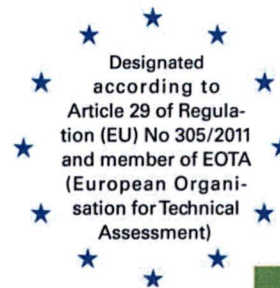 Designated
according to
Article 29 of Regula-
tion (EU) No 305/2011
and member of EOTA
(European Organi-
sation for Technical
Assessment)